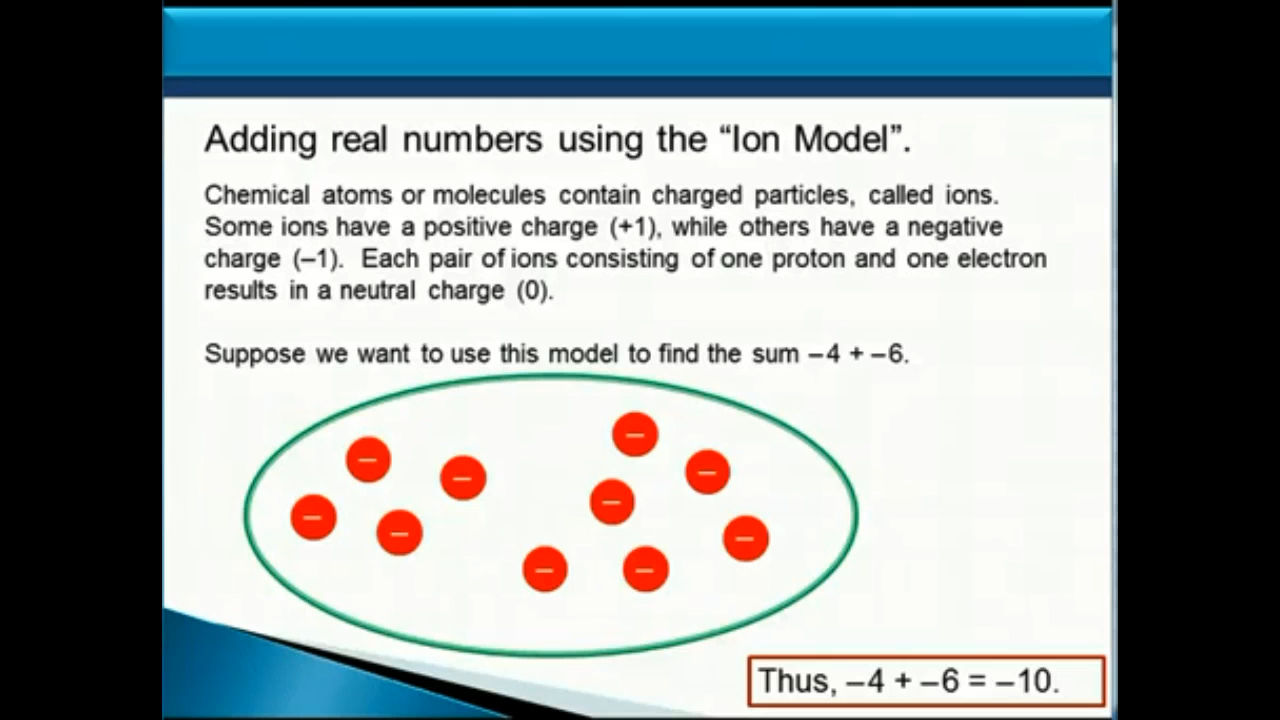 Adding real numbers using the “Ion Model”.
Chemical atoms or molecules contain charged particles, called ions.
Some ions have a positive charge (+1), while others have a negative
charge (–1). Each pair of ions consisting of one proton and one electron
results in a neutral charge (0).
Suppose we want to use this model to find the sum –4 + –6.
–
–
–
–
–
–
–
–
–
–
Thus, –4 + –6 = –10.